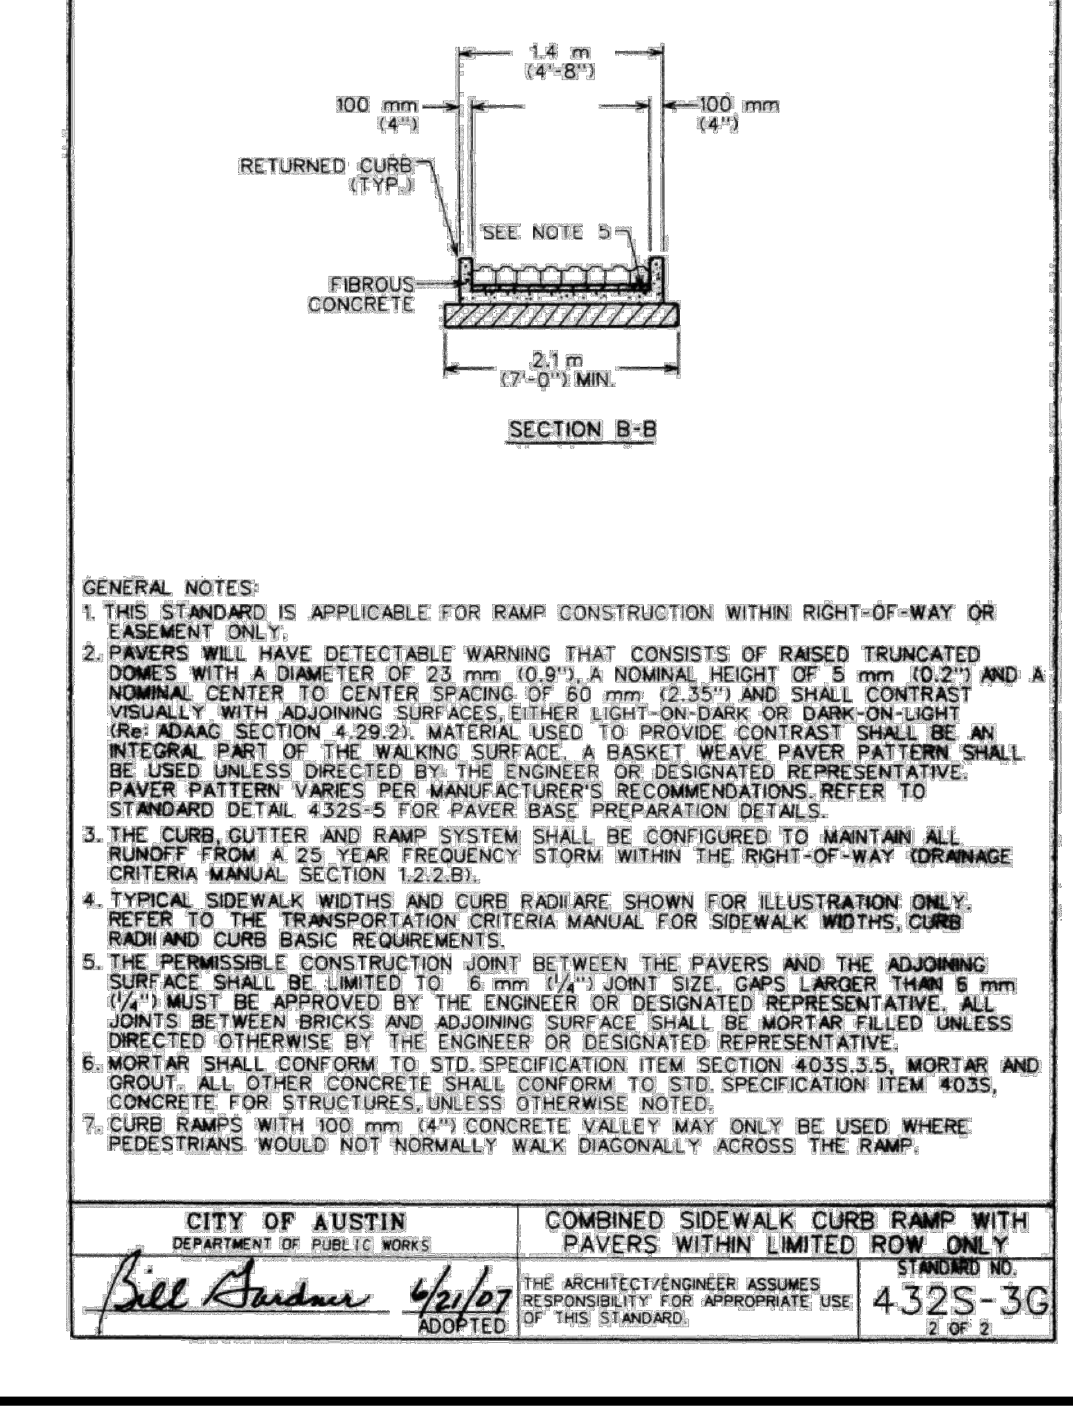 1.4 m
(4'-8")
100 mm
(4")
100 mm
(4")
RETURNED CURB
(TYP.)
SEE NOTE 5
FIBROUS
CONCRETE
2.1 m
(7'-0") MIN.
SECTION B-B
GENERAL NOTES:
1. THIS STANDARD IS APPLICABLE FOR RAMP CONSTRUCTION WITHIN RIGHT-OF-WAY OR
EASEMENT ONLY.
2. PAVERS WILL HAVE DETECTABLE WARNING THAT CONSISTS OF RAISED TRUNCATED
DOMES WITH A DIAMETER OF 23 mm (0.9"), A NOMINAL HEIGHT OF 5 mm (0.2") AND A
NOMINAL CENTER TO CENTER SPACING OF 60 mm (2.35") AND SHALL CONTRAST
VISUALLY WITH ADJOINING SURFACES, EITHER LIGHT-ON-DARK OR DARK-ON-LIGHT
(Re: ADAAG SECTION 4.29.2). MATERIAL USED TO PROVIDE CONTRAST SHALL BE AN
INTEGRAL PART OF THE WALKING SURFACE. A BASKET WEAVE PAVER PATTERN SHALL
BE USED UNLESS DIRECTED BY THE ENGINEER OR DESIGNATED REPRESENTATIVE.
PAVER PATTERN VARIES PER MANUFACTURER'S RECOMMENDATIONS. REFER TO
STANDARD DETAIL 432S-5 FOR PAVER BASE PREPARATION DETAILS.
3. THE CURB, GUTTER AND RAMP SYSTEM SHALL BE CONFIGURED TO MAINTAIN ALL
RUNOFF FROM A 25 YEAR FREQUENCY STORM WITHIN THE RIGHT-OF-WAY (DRAINAGE
CRITERIA MANUAL SECTION 1.2.2.B).
4. TYPICAL SIDEWALK WIDTHS AND CURB RADII ARE SHOWN FOR ILLUSTRATION ONLY.
REFER TO THE TRANSPORTATION CRITERIA MANUAL FOR SIDEWALK WIDTHS, CURB
RADII AND CURB BASIC REQUIREMENTS.
5. THE PERMISSIBLE CONSTRUCTION JOINT BETWEEN THE PAVERS AND THE ADJOINING
SURFACE SHALL BE LIMITED TO 6 mm (1/4") JOINT SIZE. GAPS LARGER THAN 6 mm
(1/4") MUST BE APPROVED BY THE ENGINEER OR DESIGNATED REPRESENTATIVE. ALL
JOINTS BETWEEN BRICKS AND ADJOINING SURFACE SHALL BE MORTAR FILLED UNLESS
DIRECTED OTHERWISE BY THE ENGINEER OR DESIGNATED REPRESENTATIVE.
6. MORTAR SHALL CONFORM TO STD. SPECIFICATION ITEM SECTION 403S.3.5, MORTAR AND
GROUT. ALL OTHER CONCRETE SHALL CONFORM TO STD. SPECIFICATION ITEM 403S,
CONCRETE FOR STRUCTURES, UNLESS OTHERWISE NOTED.
7. CURB RAMPS WITH 100 mm (4") CONCRETE VALLEY MAY ONLY BE USED WHERE
PEDESTRIANS WOULD NOT NORMALLY WALK DIAGONALLY ACROSS THE RAMP.
CITY OF AUSTIN
DEPARTMENT OF PUBLIC WORKS
Bill Gardner 6/21/07
ADOPTED
COMBINED SIDEWALK CURB RAMP WITH
PAVERS WITHIN LIMITED ROW ONLY
THE ARCHITECT/ENGINEER ASSUMES
RESPONSIBILITY FOR APPROPRIATE USE
OF THIS STANDARD.
STANDARD NO.
432S-3G
2 OF 2